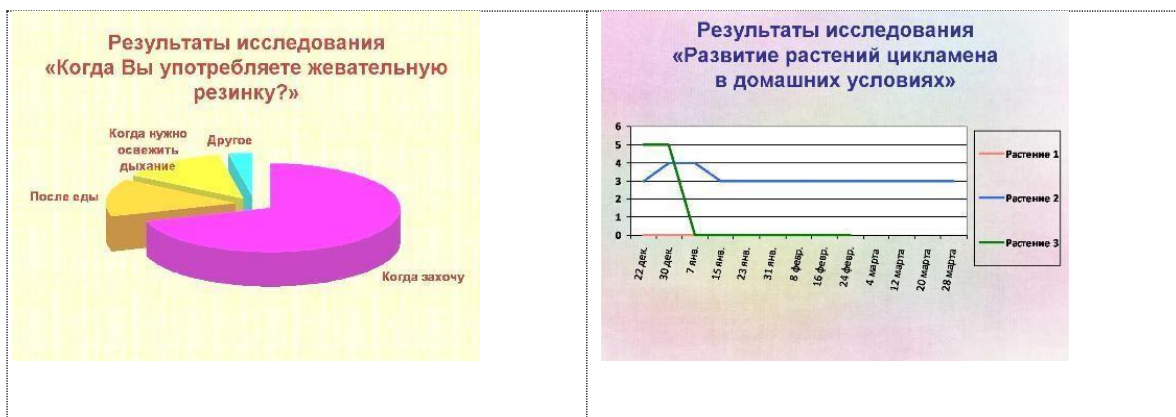 Результаты исследования
«Когда Вы употребляете жевательную
резинку?»
Когда нужно
освежить
дыхание
Другое
После еды
Когда захочу
Результаты исследования
«Развитие растений цикламена
в домашних условиях»
6
5
4
3
2
1
0
22 дек.
30 дек.
7 янв.
15 янв.
23 янв.
31 янв.
8 февр.
16 февр.
24 февр.
4 марта
12 марта
20 марта
28 марта
Растение 1
Растение 2
Растение 3